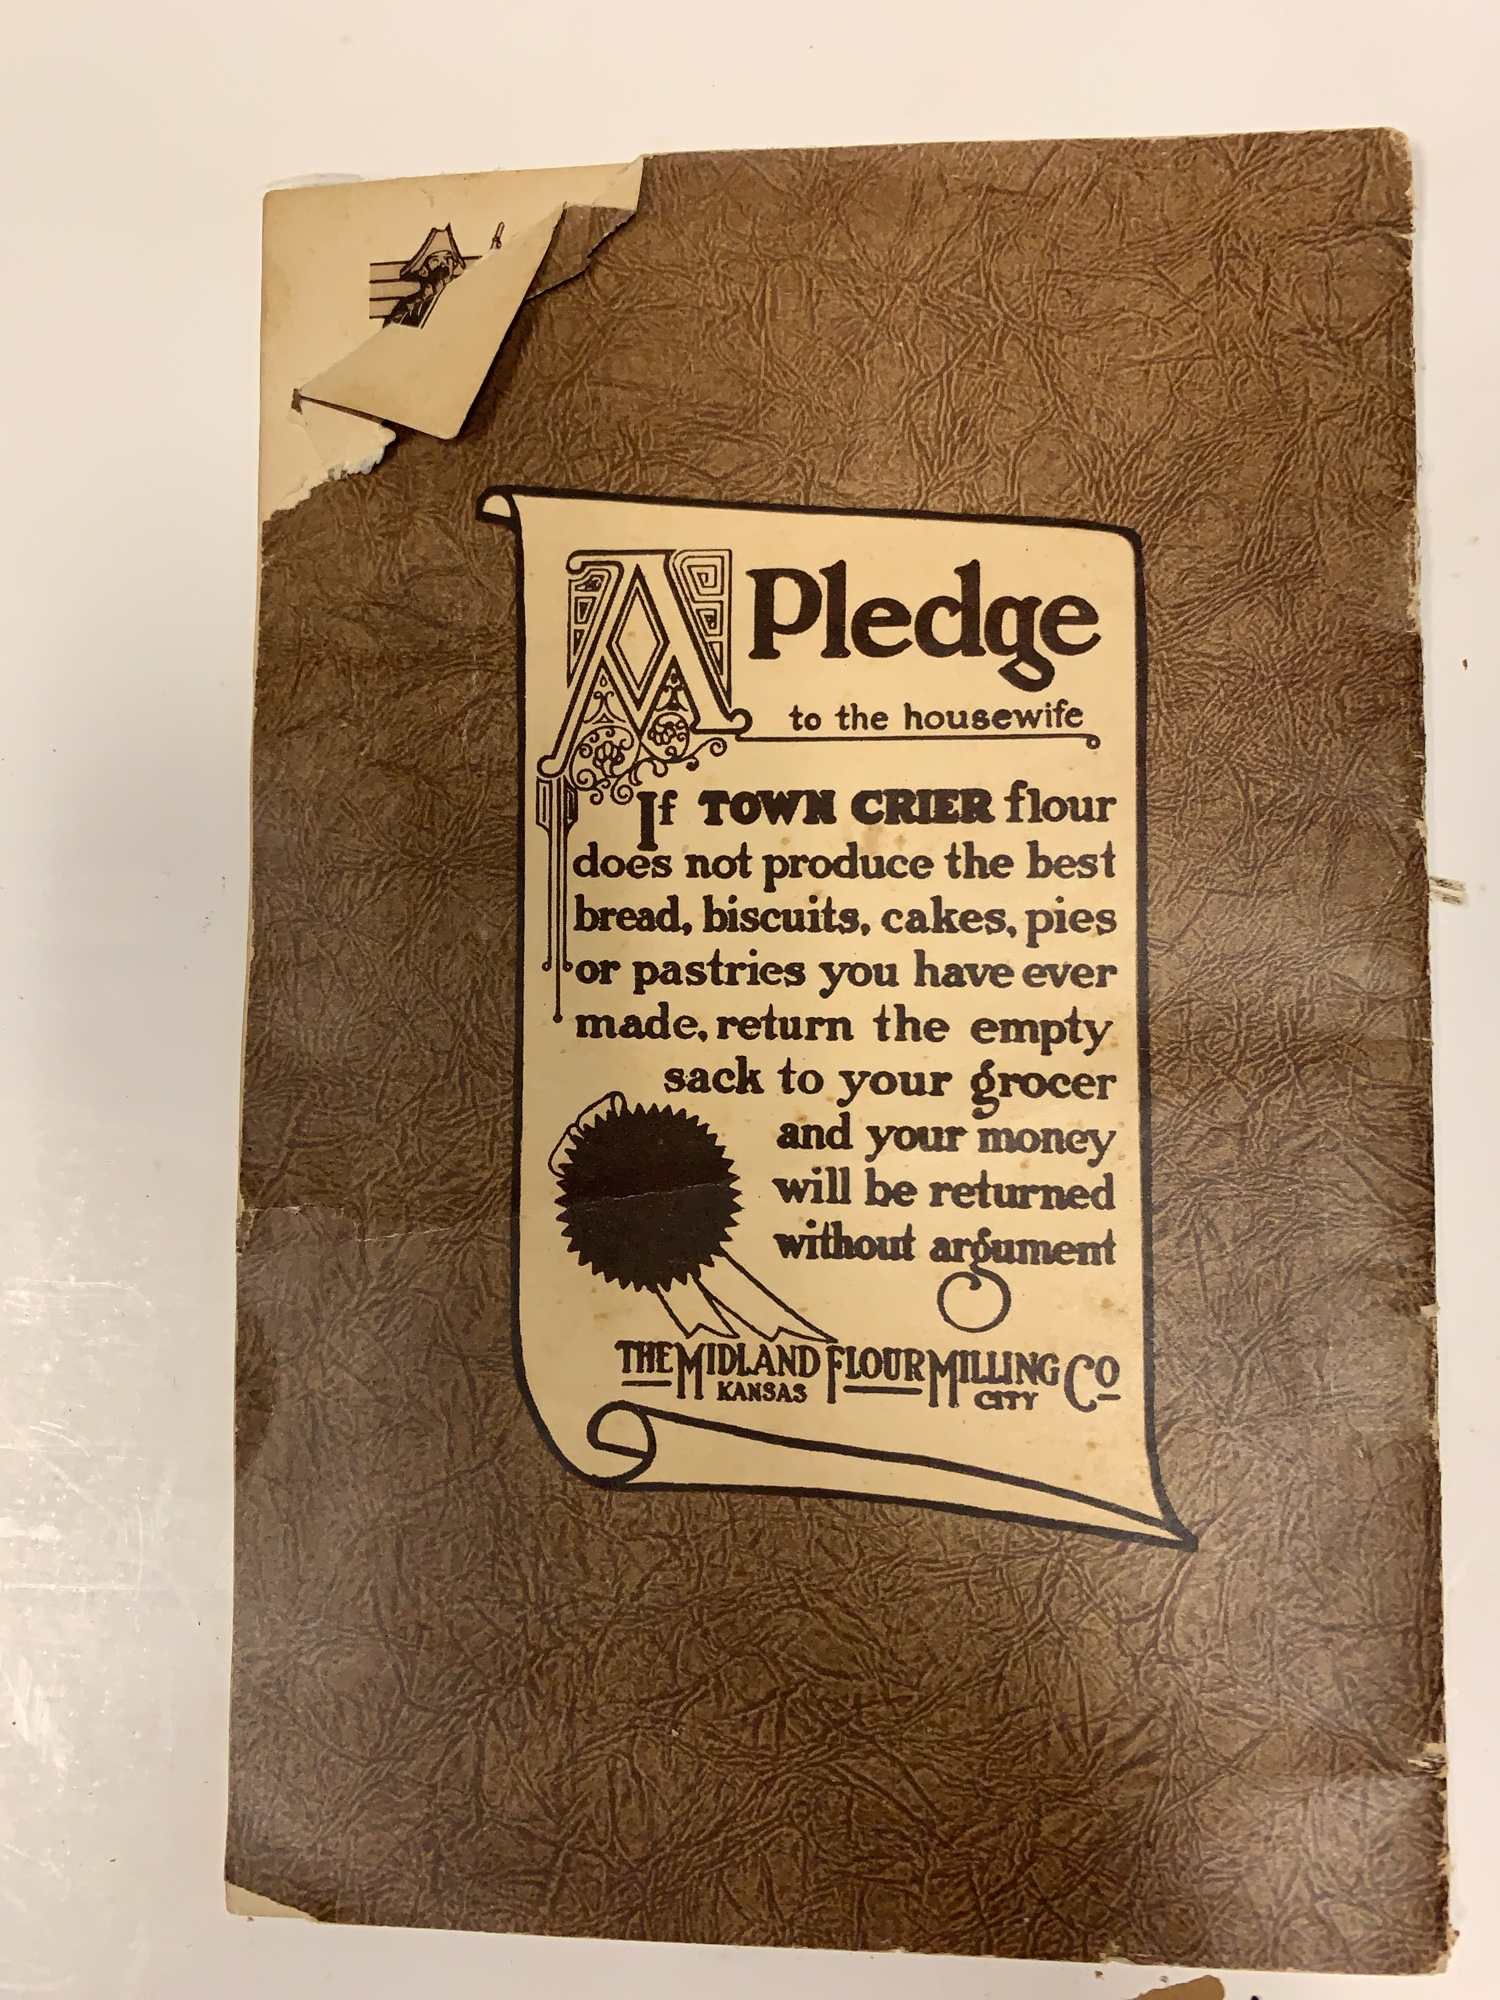 A Pledge
to the housewife
If TOWN CRIER flour
does not produce the best
bread, biscuits, cakes, pies
or pastries you have ever
made, return the empty
sack to your grocer
and your money
will be returned
without argument
THE MIDLAND FLOUR MILLING CO
KANSAS CITY